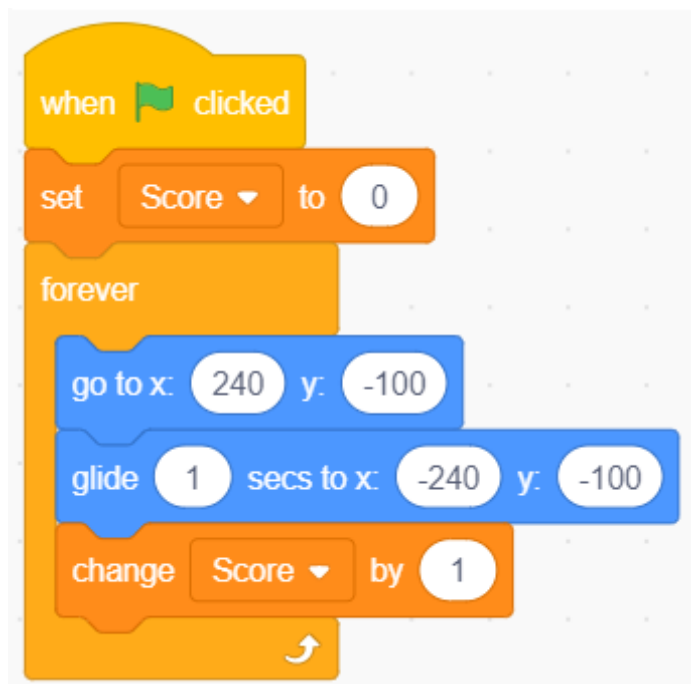 when clicked
set Score to 0
forever
go to x: 240 y: -100
glide 1 secs to x: -240 y: -100
change Score by 1